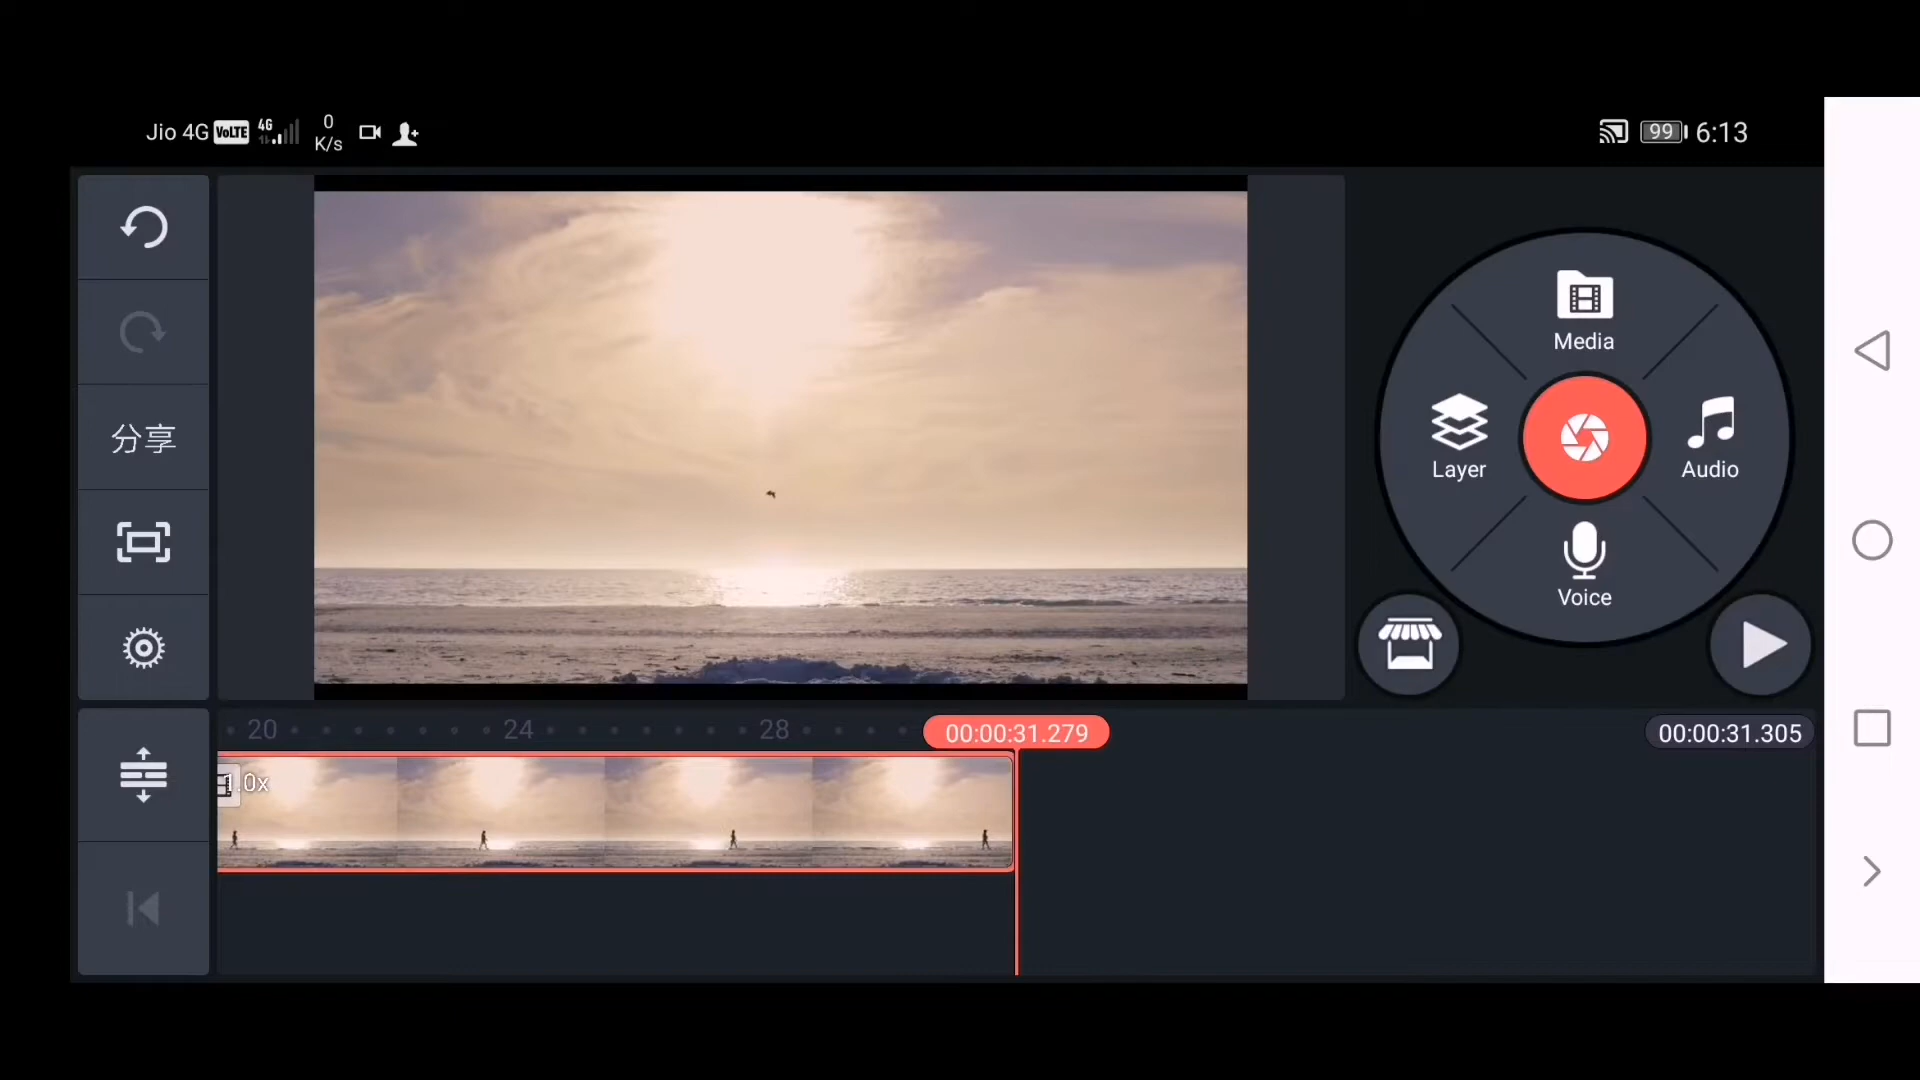 Jio 4G VoLTE 4G 0 K/s 99 6:13
Media
Layer
Audio
Voice
分享
20 24 28 00:00:31.279 00:00:31.305
1.0x